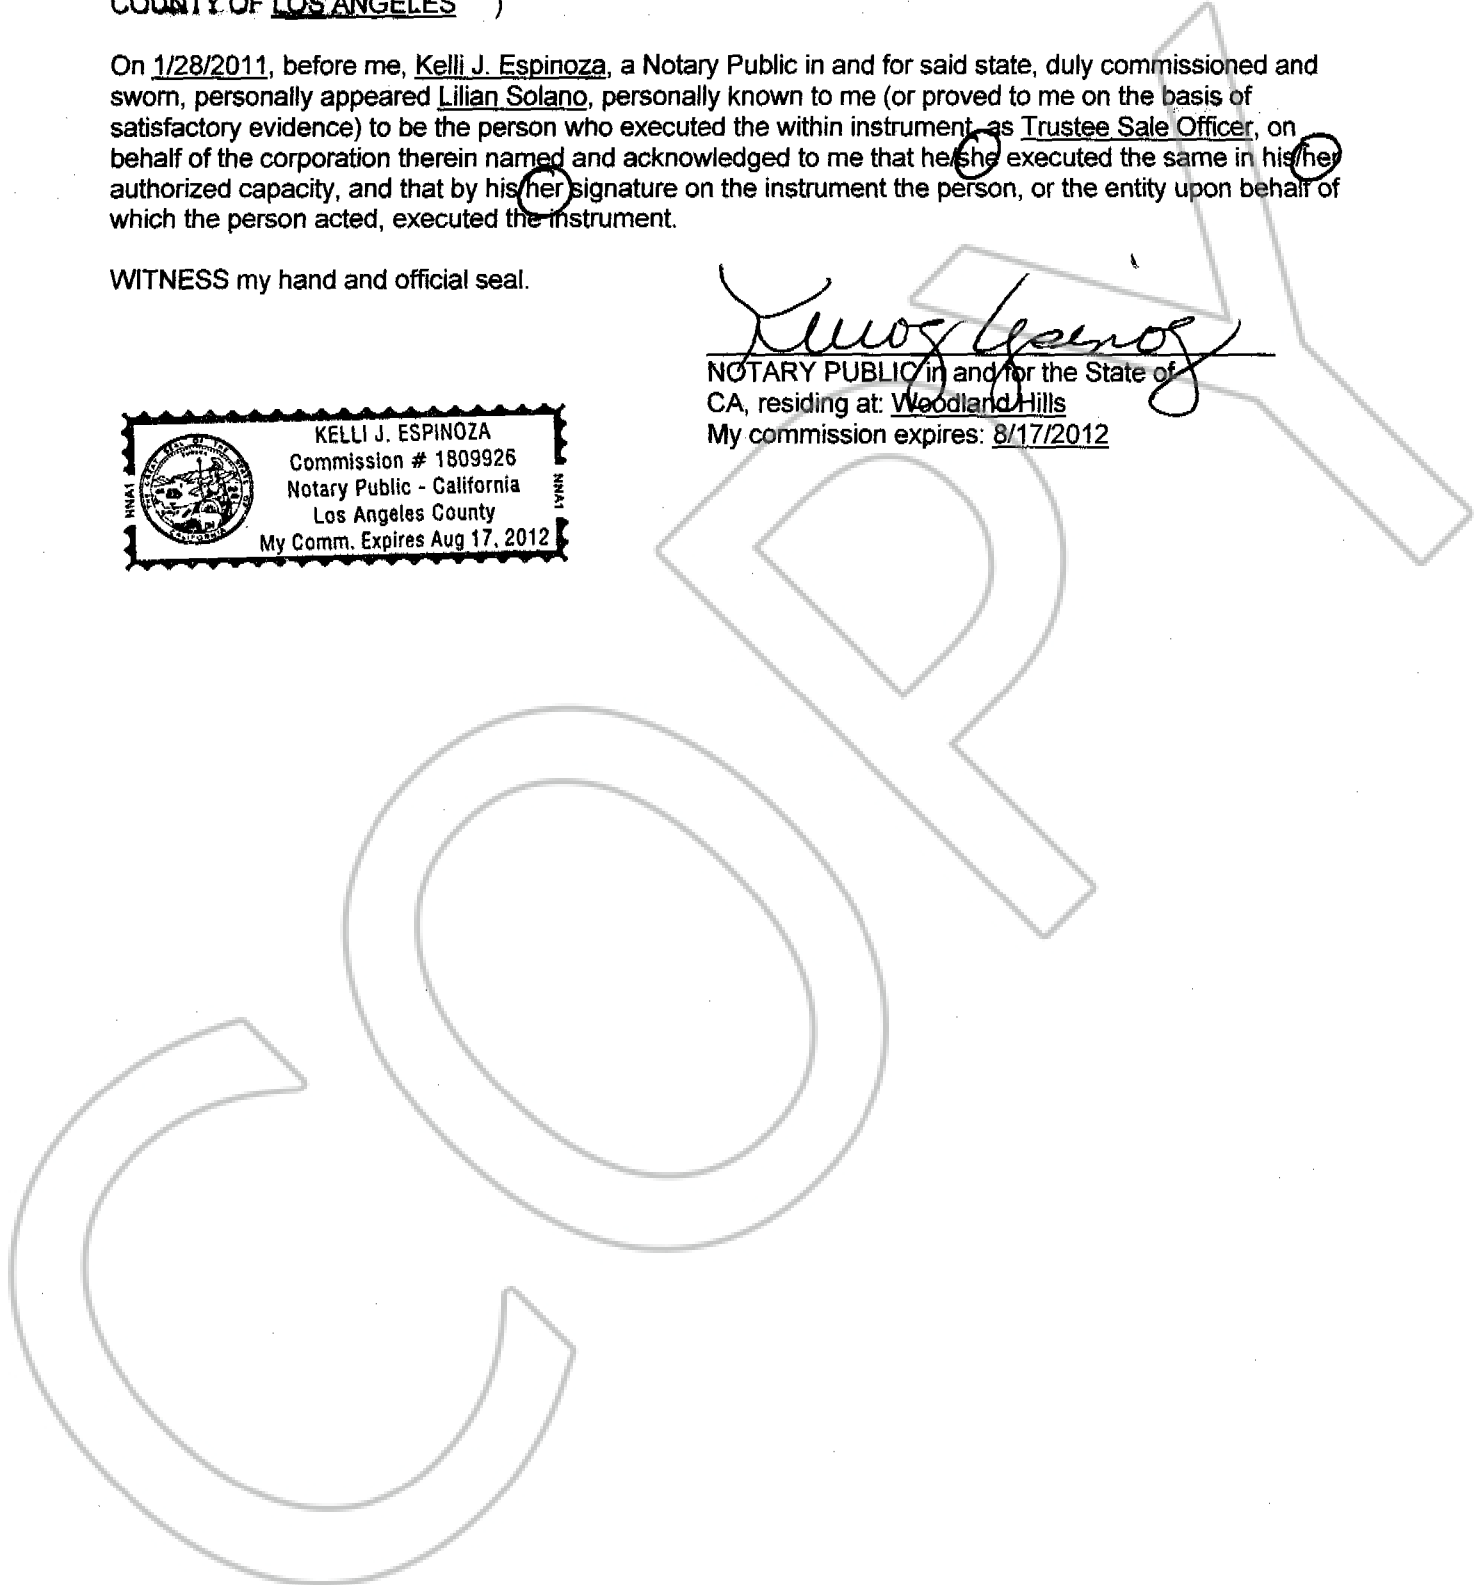 COUNTY OF LOS ANGELES )
On 1/28/2011, before me, Kelli J. Espinoza, a Notary Public in and for said state, duly commissioned and
sworn, personally appeared Lilian Solano, personally known to me (or proved to me on the basis of
satisfactory evidence) to be the person who executed the within instrument as Trustee Sale Officer, on
behalf of the corporation therein named and acknowledged to me that he/she executed the same in his/her
authorized capacity, and that by his/her signature on the instrument the person, or the entity upon behalf of
which the person acted, executed the instrument.
WITNESS my hand and official seal.
NOTARY PUBLIC in and for the State of
CA, residing at: Woodland Hills
My commission expires: 8/17/2012
KELLI J. ESPINOZA
Commission # 1809926
Notary Public - California
Los Angeles County
My Comm. Expires Aug 17, 2012
NNA1
NNA1
COPY